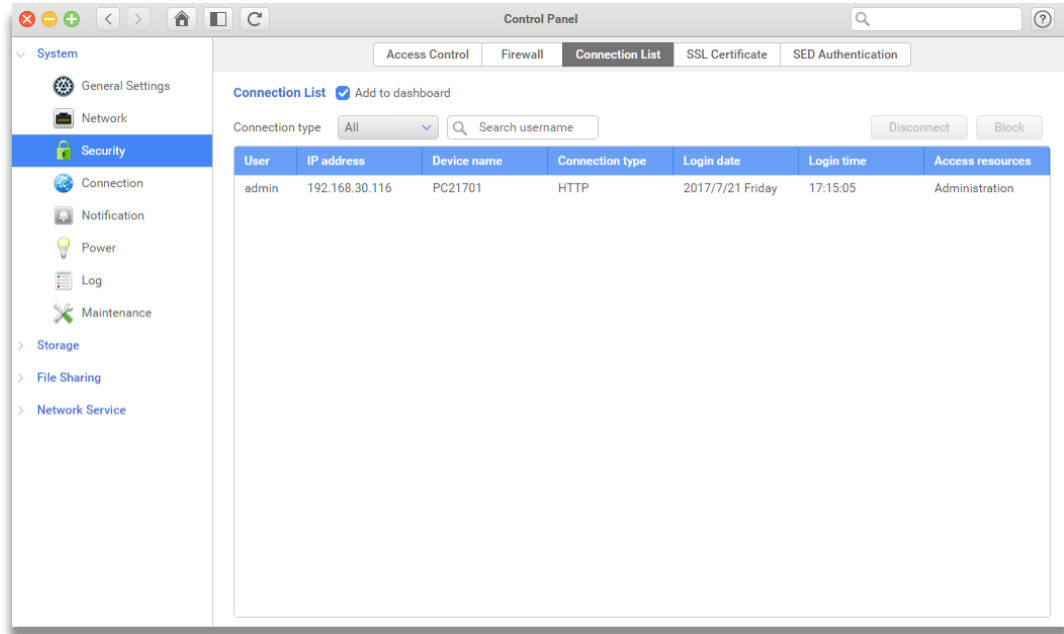 Control Panel
System
General Settings
Network
Security
Connection
Notification
Power
Log
Maintenance
Storage
File Sharing
Network Service
Access Control Firewall Connection List SSL Certificate SED Authentication
Connection List Add to dashboard
Connection type All Search username Disconnect Block
User IP address Device name Connection type Login date Login time Access resources
admin 192.168.30.116 PC21701 HTTP 2017/7/21 Friday 17:15:05 Administration